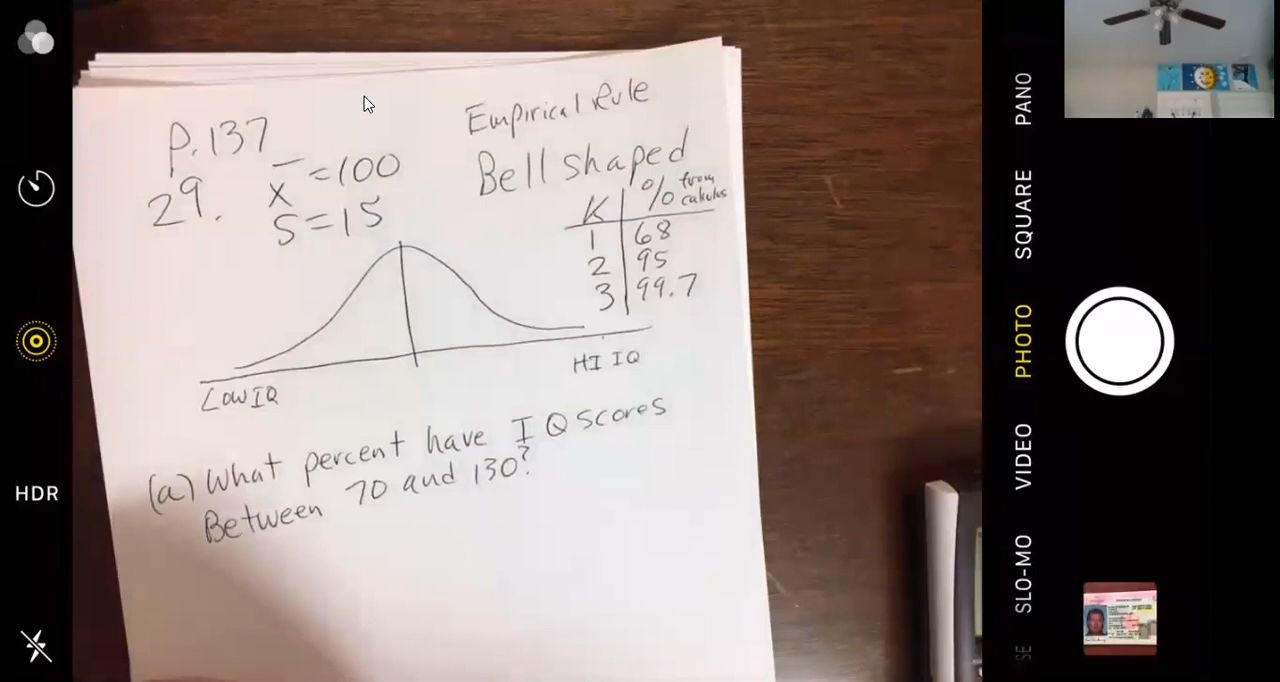 P.137
29.
x̄ =100
S=15
Empirical Rule
Bell shaped
K % from calculus
1 68
2 95
3 99.7
LOW IQ
HI IQ
(a) What percent have IQ scores
Between 70 and 130?
HDR
PANO
SQUARE
PHOTO
VIDEO
SLO-MO
SE